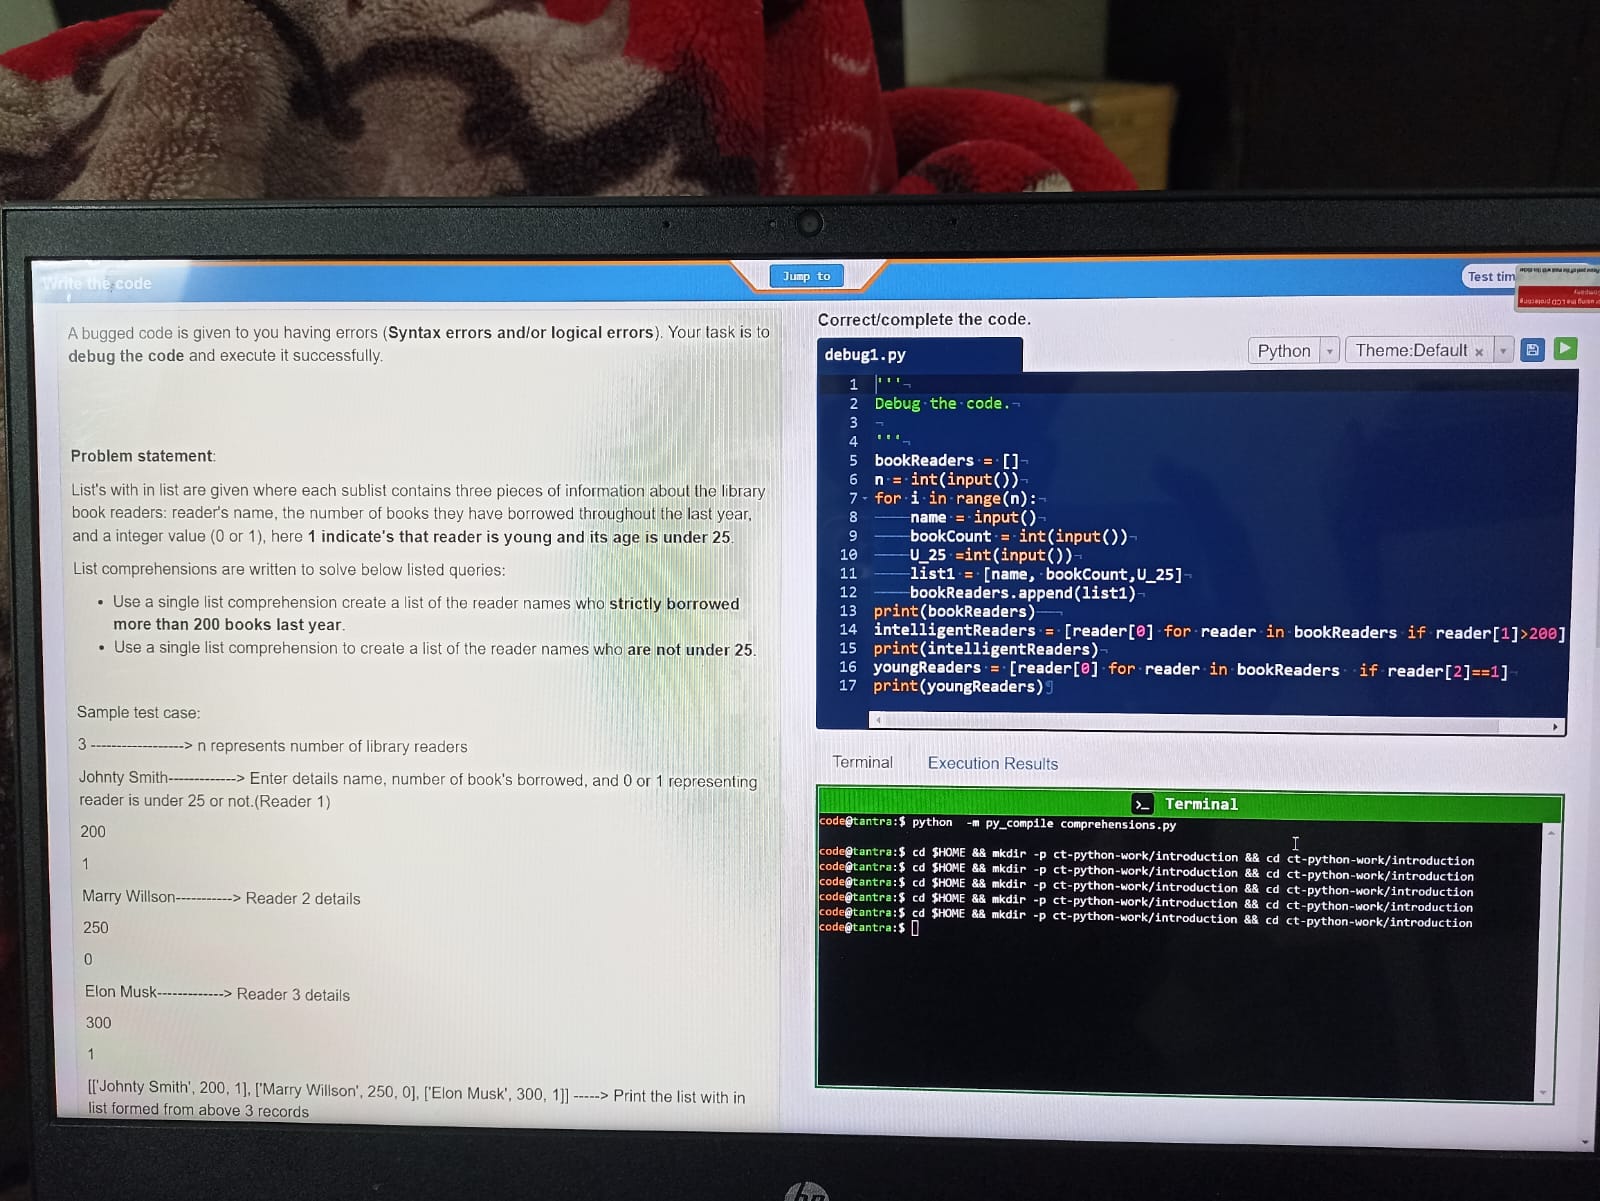 Write the code
Jump to
Test tim
A bugged code is given to you having errors (Syntax errors and/or logical errors). Your task is to
debug the code and execute it successfully.
Problem statement:
List's with in list are given where each sublist contains three pieces of information about the library
book readers: reader's name, the number of books they have borrowed throughout the last year,
and a integer value (0 or 1), here 1 indicate's that reader is young and its age is under 25.
List comprehensions are written to solve below listed queries:
• Use a single list comprehension create a list of the reader names who strictly borrowed
more than 200 books last year.
• Use a single list comprehension to create a list of the reader names who are not under 25.
Sample test case:
3 ------------------> n represents number of library readers
Johnty Smith-------------> Enter details name, number of book's borrowed, and 0 or 1 representing
reader is under 25 or not.(Reader 1)
200
1
Marry Willson-----------> Reader 2 details
250
0
Elon Musk-------------> Reader 3 details
300
1
[['Johnty Smith', 200, 1], ['Marry Willson', 250, 0], ['Elon Musk', 300, 1]] -----> Print the list with in
list formed from above 3 records
Correct/complete the code.
debug1.py
Python
Theme:Default ×
1 '''
2 Debug the code.
3
4 '''
5 bookReaders = []
6 n = int(input())
7 for i in range(n):
8 name = input()
9 bookCount = int(input())
10 U_25 =int(input())
11 list1 = [name, bookCount,U_25]
12 bookReaders.append(list1)
13 print(bookReaders)
14 intelligentReaders = [reader[0] for reader in bookReaders if reader[1]>200]
15 print(intelligentReaders)
16 youngReaders = [reader[0] for reader in bookReaders  if reader[2]==1]
17 print(youngReaders)
Terminal
Execution Results
>_ Terminal
code@tantra:$ python  -m py_compile comprehensions.py
code@tantra:$ cd $HOME && mkdir -p ct-python-work/introduction && cd ct-python-work/introduction
code@tantra:$ cd $HOME && mkdir -p ct-python-work/introduction && cd ct-python-work/introduction
code@tantra:$ cd $HOME && mkdir -p ct-python-work/introduction && cd ct-python-work/introduction
code@tantra:$ cd $HOME && mkdir -p ct-python-work/introduction && cd ct-python-work/introduction
code@tantra:$ cd $HOME && mkdir -p ct-python-work/introduction && cd ct-python-work/introduction
code@tantra:$
hp